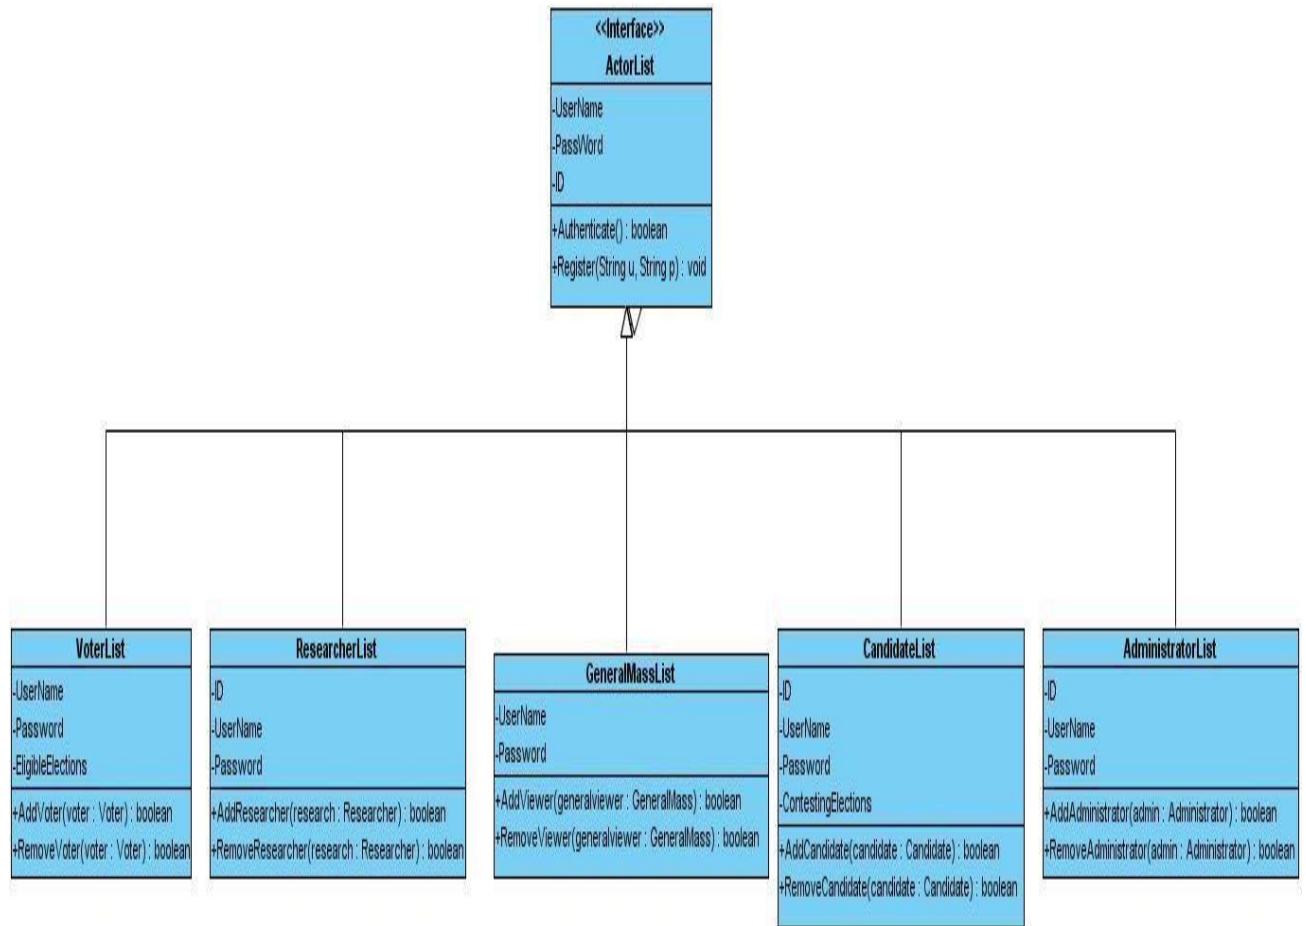 <<Interface>>
ActorList
-UserName
-PassWord
-ID
+Authenticate() : boolean
+Register(String u, String p) : void
VoterList
-UserName
-Password
-EligibleElections
+AddVoter(voter : Voter) : boolean
+RemoveVoter(voter : Voter) : boolean
ResearcherList
-ID
-UserName
-Password
+AddResearcher(research : Researcher) : boolean
+RemoveResearcher(research : Researcher) : boolean
GeneralMassList
-UserName
-Password
+AddViewer(generalviewer : GeneralMass) : boolean
+RemoveViewer(generalviewer : GeneralMass) : boolean
CandidateList
-ID
-UserName
-Password
-ContestingElections
+AddCandidate(candidate : Candidate) : boolean
+RemoveCandidate(candidate : Candidate) : boolean
AdministratorList
-ID
-UserName
-Password
+AddAdministrator(admin : Administrator) : boolean
+RemoveAdministrator(admin : Administrator) : boolean